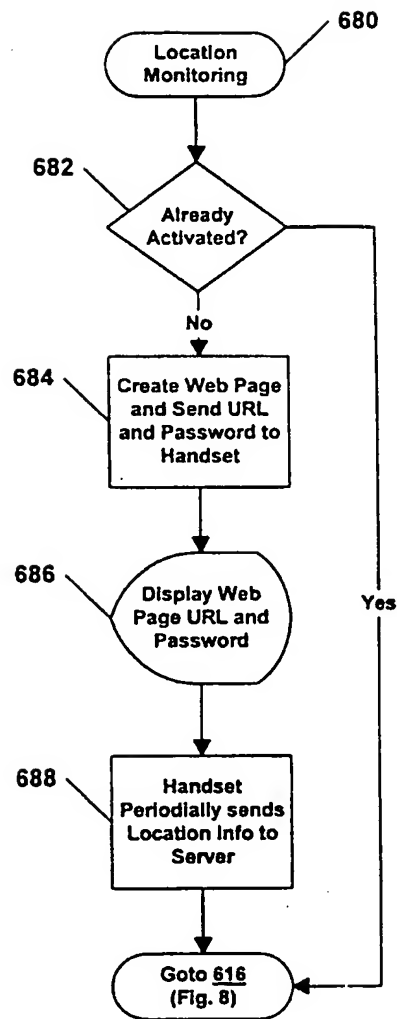 680
Location
Monitoring
682
Already
Activated?
No
684
Create Web Page
and Send URL
and Password to
Handset
686
Display Web
Page URL and
Password
Yes
688
Handset
Periodially sends
Location Info to
Server
Goto 616
(Fig. 8)